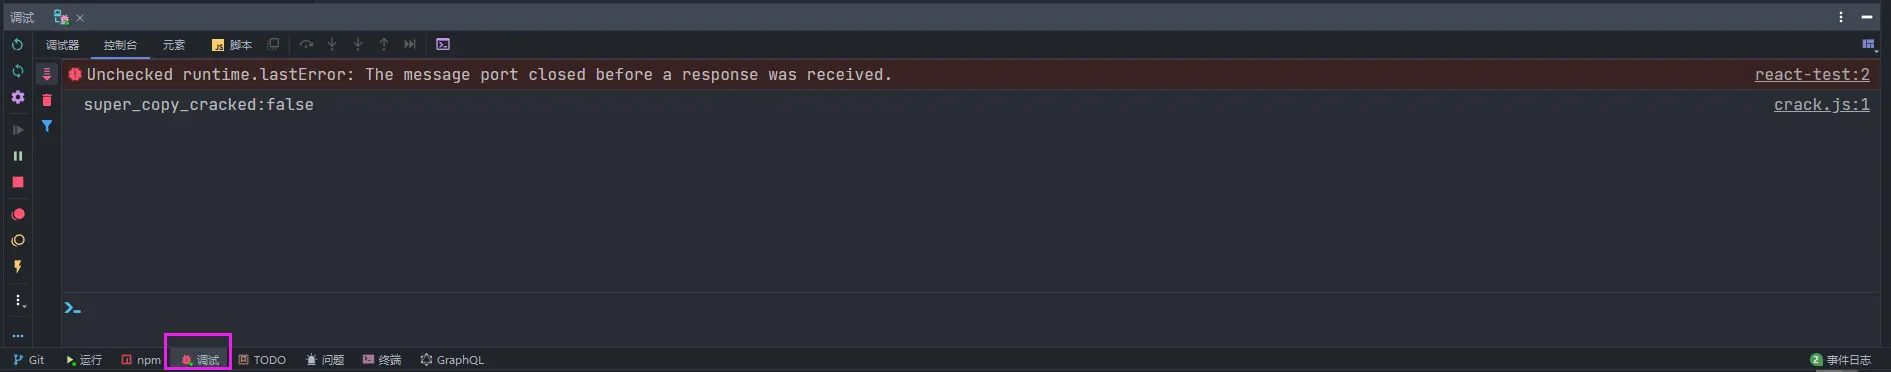 调试
调试器 控制台 元素 JS 脚本
Unchecked runtime.lastError: The message port closed before a response was received. react-test:2
super_copy_cracked:false crack.js:1
Git 运行 npm 调试 TODO 问题 终端 GraphQL 2 事件日志